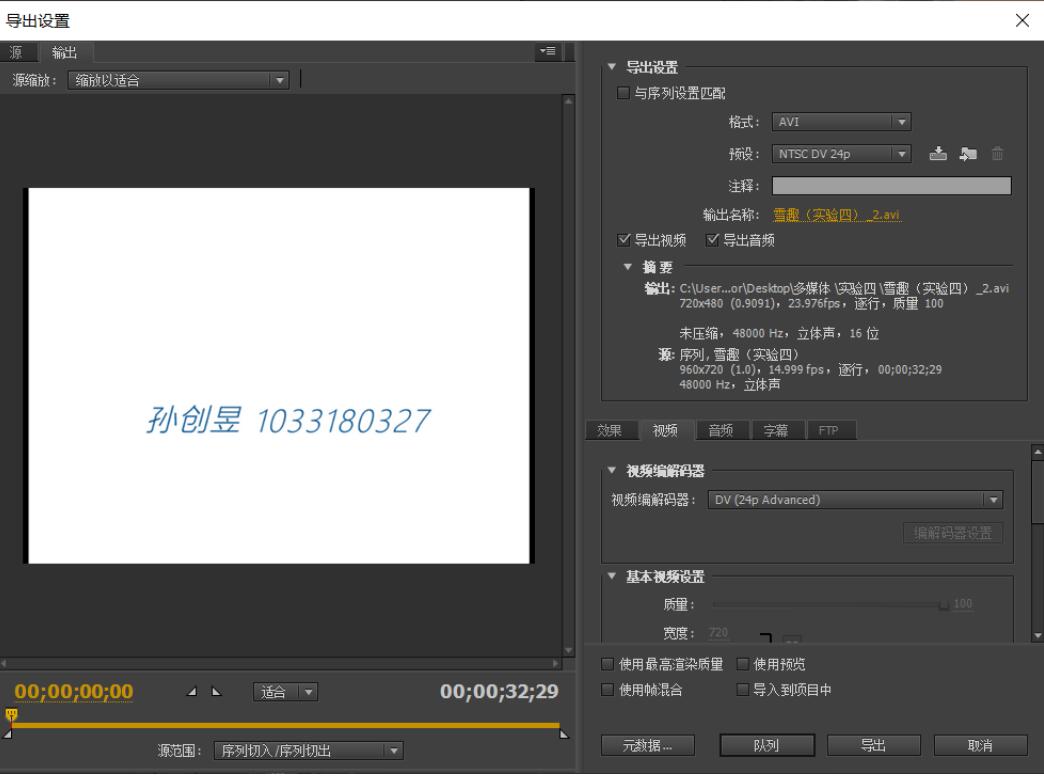 导出设置
源 输出
源缩放: 缩放以适合
孙创昱 1033180327
00;00;00;00 适合 00;00;32;29
源范围: 序列切入/序列切出
导出设置
与序列设置匹配
格式: AVI
预设: NTSC DV 24p
注释:
输出名称: 雪趣（实验四）_2.avi
导出视频 导出音频
摘要
输出: C:\User...or\Desktop\多媒体 \实验四 \雪趣（实验四）_2.avi
720x480 (0.9091)，23.976fps，逐行，质量 100
未压缩，48000 Hz，立体声，16 位
源: 序列, 雪趣（实验四）
960x720 (1.0)，14.999 fps，逐行，00;00;32;29
48000 Hz，立体声
效果 视频 音频 字幕 FTP
视频编解码器
视频编解码器: DV (24p Advanced)
编解码器设置
基本视频设置
质量: 100
宽度: 720
使用最高渲染质量 使用预览
使用帧混合 导入到项目中
元数据... 队列 导出 取消